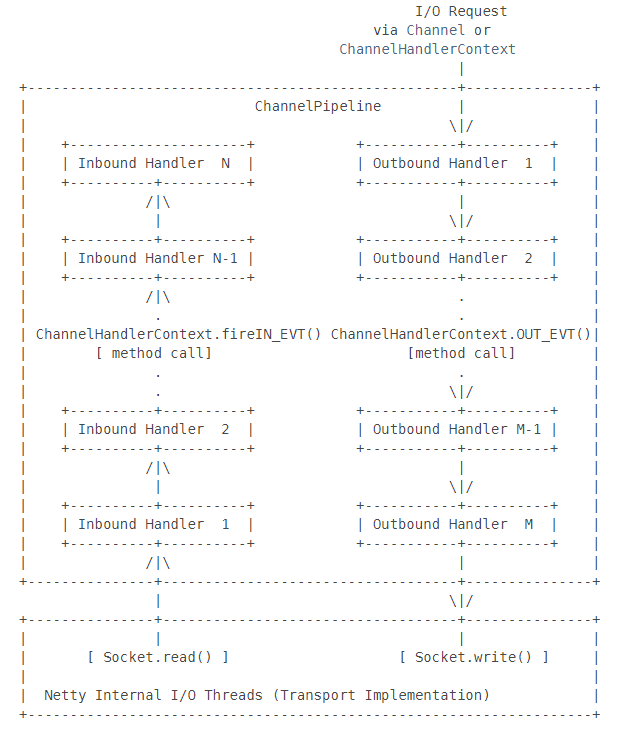 I/O Request
via Channel or
ChannelHandlerContext
|
+---------------------------------------------------+---------------+
|                           ChannelPipeline         |               |
|                                                  \|/              |
|    +---------------------+            +-----------+----------+    |
|    | Inbound Handler  N  |            | Outbound Handler  1  |    |
|    +----------+----------+            +-----------+----------+    |
|              /|\                                  |               |
|               |                                  \|/              |
|    +----------+----------+            +-----------+----------+    |
|    | Inbound Handler N-1 |            | Outbound Handler  2  |    |
|    +----------+----------+            +-----------+----------+    |
|              /|\                                  .               |
|               .                                   .               |
| ChannelHandlerContext.fireIN_EVT() ChannelHandlerContext.OUT_EVT()|
|        [ method call]                       [method call]         |
|               .                                   .               |
|               .                                  \|/              |
|    +----------+----------+            +-----------+----------+    |
|    | Inbound Handler  2  |            | Outbound Handler M-1 |    |
|    +----------+----------+            +-----------+----------+    |
|              /|\                                  |               |
|               |                                  \|/              |
|    +----------+----------+            +-----------+----------+    |
|    | Inbound Handler  1  |            | Outbound Handler  M  |    |
|    +----------+----------+            +-----------+----------+    |
|              /|\                                  |               |
+---------------+-----------------------------------+---------------+
                |                                  \|/
+---------------+-----------------------------------+---------------+
|               |                                   |               |
|       [ Socket.read() ]                    [ Socket.write() ]     |
|                                                                   |
|  Netty Internal I/O Threads (Transport Implementation)            |
+-------------------------------------------------------------------+